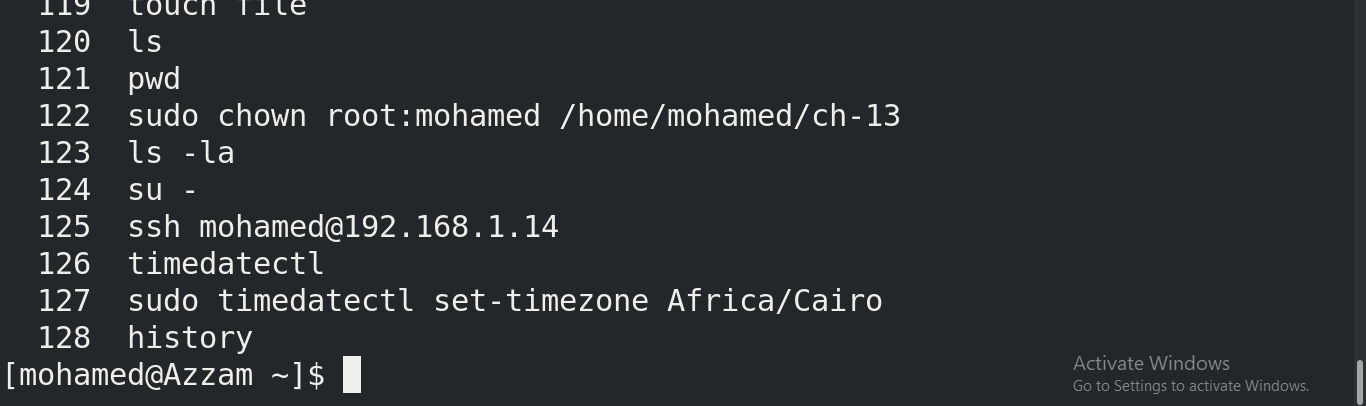 119  touch file
120  ls
121  pwd
122  sudo chown root:mohamed /home/mohamed/ch-13
123  ls -la
124  su -
125  ssh mohamed@192.168.1.14
126  timedatectl
127  sudo timedatectl set-timezone Africa/Cairo
128  history
[mohamed@Azzam ~]$
Activate Windows
Go to Settings to activate Windows.